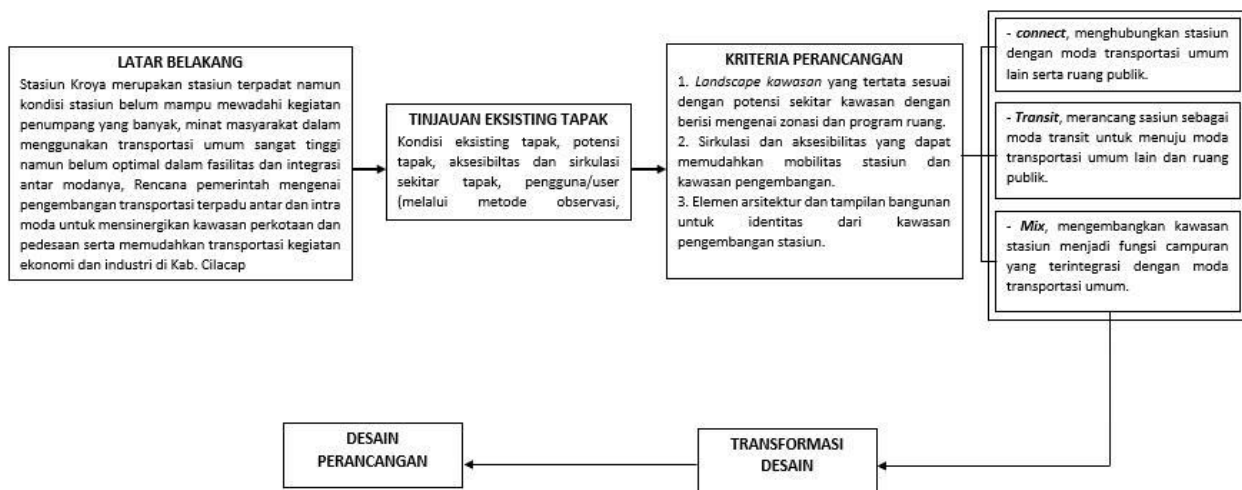 LATAR BELAKANG
Stasiun Kroya merupakan stasiun terpadat namun
kondisi stasiun belum mampu mewadahi kegiatan
penumpang yang banyak, minat masyarakat dalam
menggunakan transportasi umum sangat tinggi
namun belum optimal dalam fasilitas dan integrasi
antar modanya, Rencana pemerintah mengenai
pengembangan transportasi terpadu antar dan intra
moda untuk mensinergikan kawasan perkotaan dan
pedesaan serta memudahkan transportasi kegiatan
ekonomi dan industri di Kab. Cilacap
TINJAUAN EKSISTING TAPAK
Kondisi eksisting tapak, potensi
tapak, aksesibiltas dan sirkulasi
sekitar tapak, pengguna/user
(melalui metode observasi,
KRITERIA PERANCANGAN
1. Landscape kawasan yang tertata sesuai
dengan potensi sekitar kawasan dengan
berisi mengenai zonasi dan program ruang.
2. Sirkulasi dan aksesibilitas yang dapat
memudahkan mobilitas stasiun dan
kawasan pengembangan.
3. Elemen arsitektur dan tampilan bangunan
untuk identitas dari kawasan
pengembangan stasiun.
- connect, menghubungkan stasiun
dengan moda transportasi umum
lain serta ruang publik.
- Transit, merancang sasiun sebagai
moda transit untuk menuju moda
transportasi umum lain dan ruang
publik.
- Mix, mengembangkan kawasan
stasiun menjadi fungsi campuran
yang terintegrasi dengan moda
transportasi umum.
DESAIN
PERANCANGAN
TRANSFORMASI
DESAIN